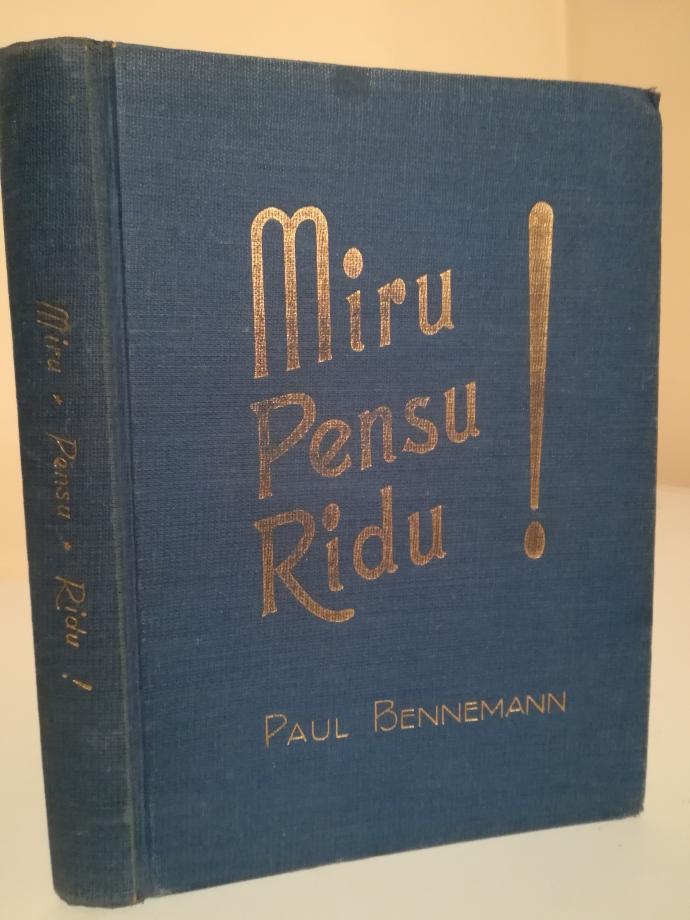 Miru
Pensu
Ridu !
PAUL BENNEMANN
Miru * Pensu * Ridu !